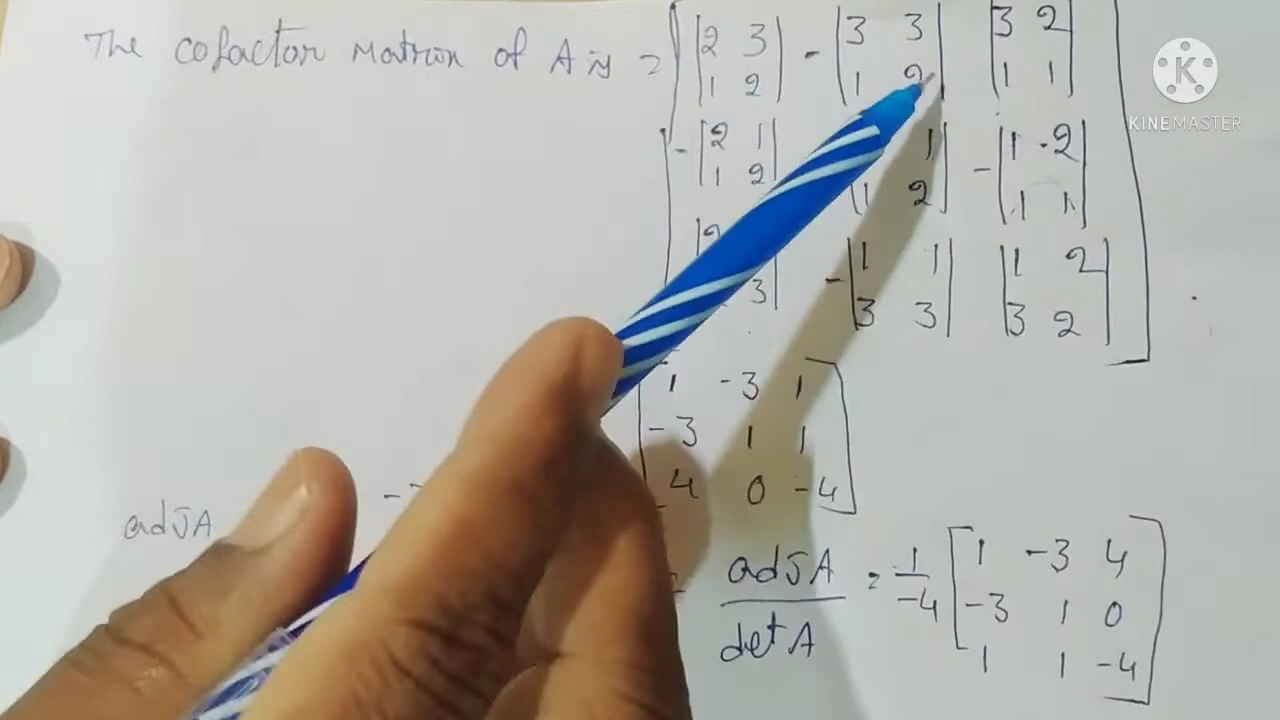 The cofactor Matrix of A is = |2 3| - |3 3| |3 2|
|1 2| |1 2| |1 1|
- |2 1| 1| - |1 2|
|1 2| |1 2| |1 1|
|2 - |1 1| |1 2|
3| |3 3| |3 2|
1 -3 1
-3 1 1
4 0 -4
adJA
adJA = 1 [1 -3 4]
detA -4 [-3 1 0]
1 1 -4
K
KINEMASTER